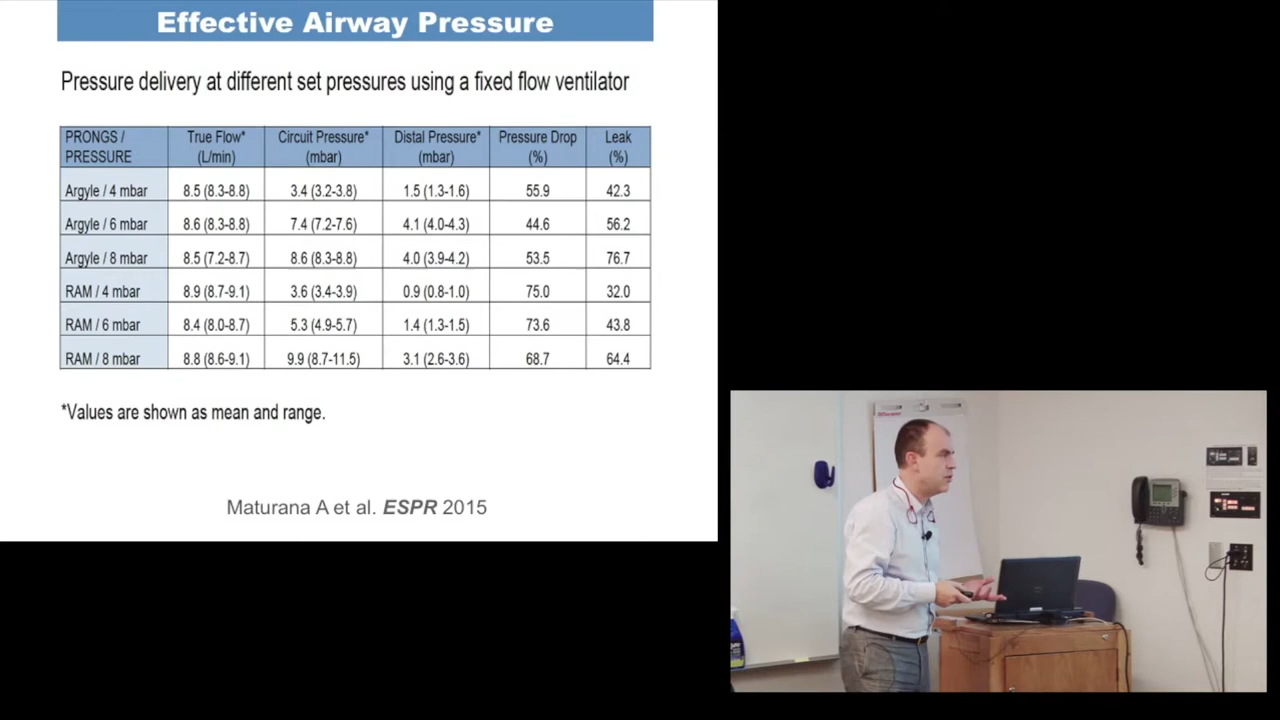 Effective Airway Pressure
Pressure delivery at different set pressures using a fixed flow ventilator
PRONGS / PRESSURE True Flow* (L/min) Circuit Pressure* (mbar) Distal Pressure* (mbar) Pressure Drop (%) Leak (%)
Argyle / 4 mbar 8.5 (8.3-8.8) 3.4 (3.2-3.8) 1.5 (1.3-1.6) 55.9 42.3
Argyle / 6 mbar 8.6 (8.3-8.8) 7.4 (7.2-7.6) 4.1 (4.0-4.3) 44.6 56.2
Argyle / 8 mbar 8.5 (7.2-8.7) 8.6 (8.3-8.8) 4.0 (3.9-4.2) 53.5 76.7
RAM / 4 mbar 8.9 (8.7-9.1) 3.6 (3.4-3.9) 0.9 (0.8-1.0) 75.0 32.0
RAM / 6 mbar 8.4 (8.0-8.7) 5.3 (4.9-5.7) 1.4 (1.3-1.5) 73.6 43.8
RAM / 8 mbar 8.8 (8.6-9.1) 9.9 (8.7-11.5) 3.1 (2.6-3.6) 68.7 64.4
*Values are shown as mean and range.
Maturana A et al. ESPR 2015